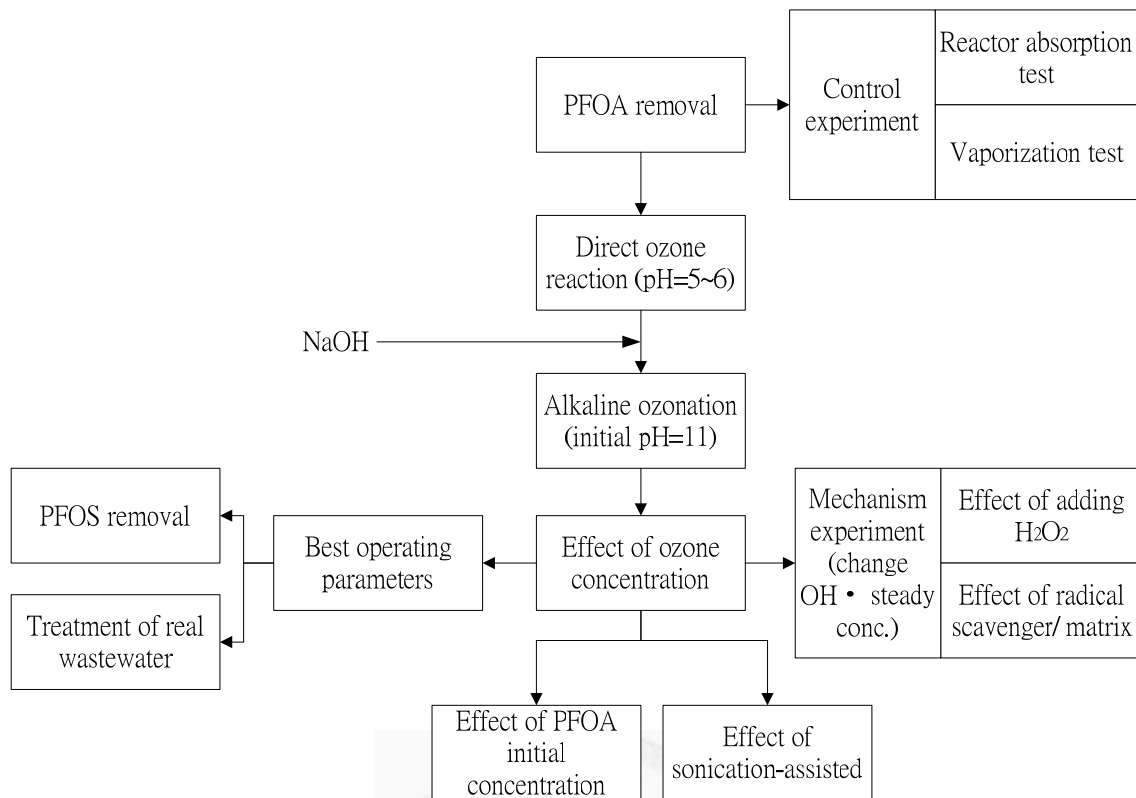 PFOA removal
Control
experiment
Reactor absorption
test
Vaporization test
Direct ozone
reaction (pH=5~6)
NaOH
Alkaline ozonation
(initial pH=11)
PFOS removal
Treatment of real
wastewater
Best operating
parameters
Effect of ozone
concentration
Mechanism
experiment
(change
OH• steady
conc.)
Effect of adding
H2O2
Effect of radical
scavenger/ matrix
Effect of PFOA
initial
concentration
Effect of
sonication-assisted